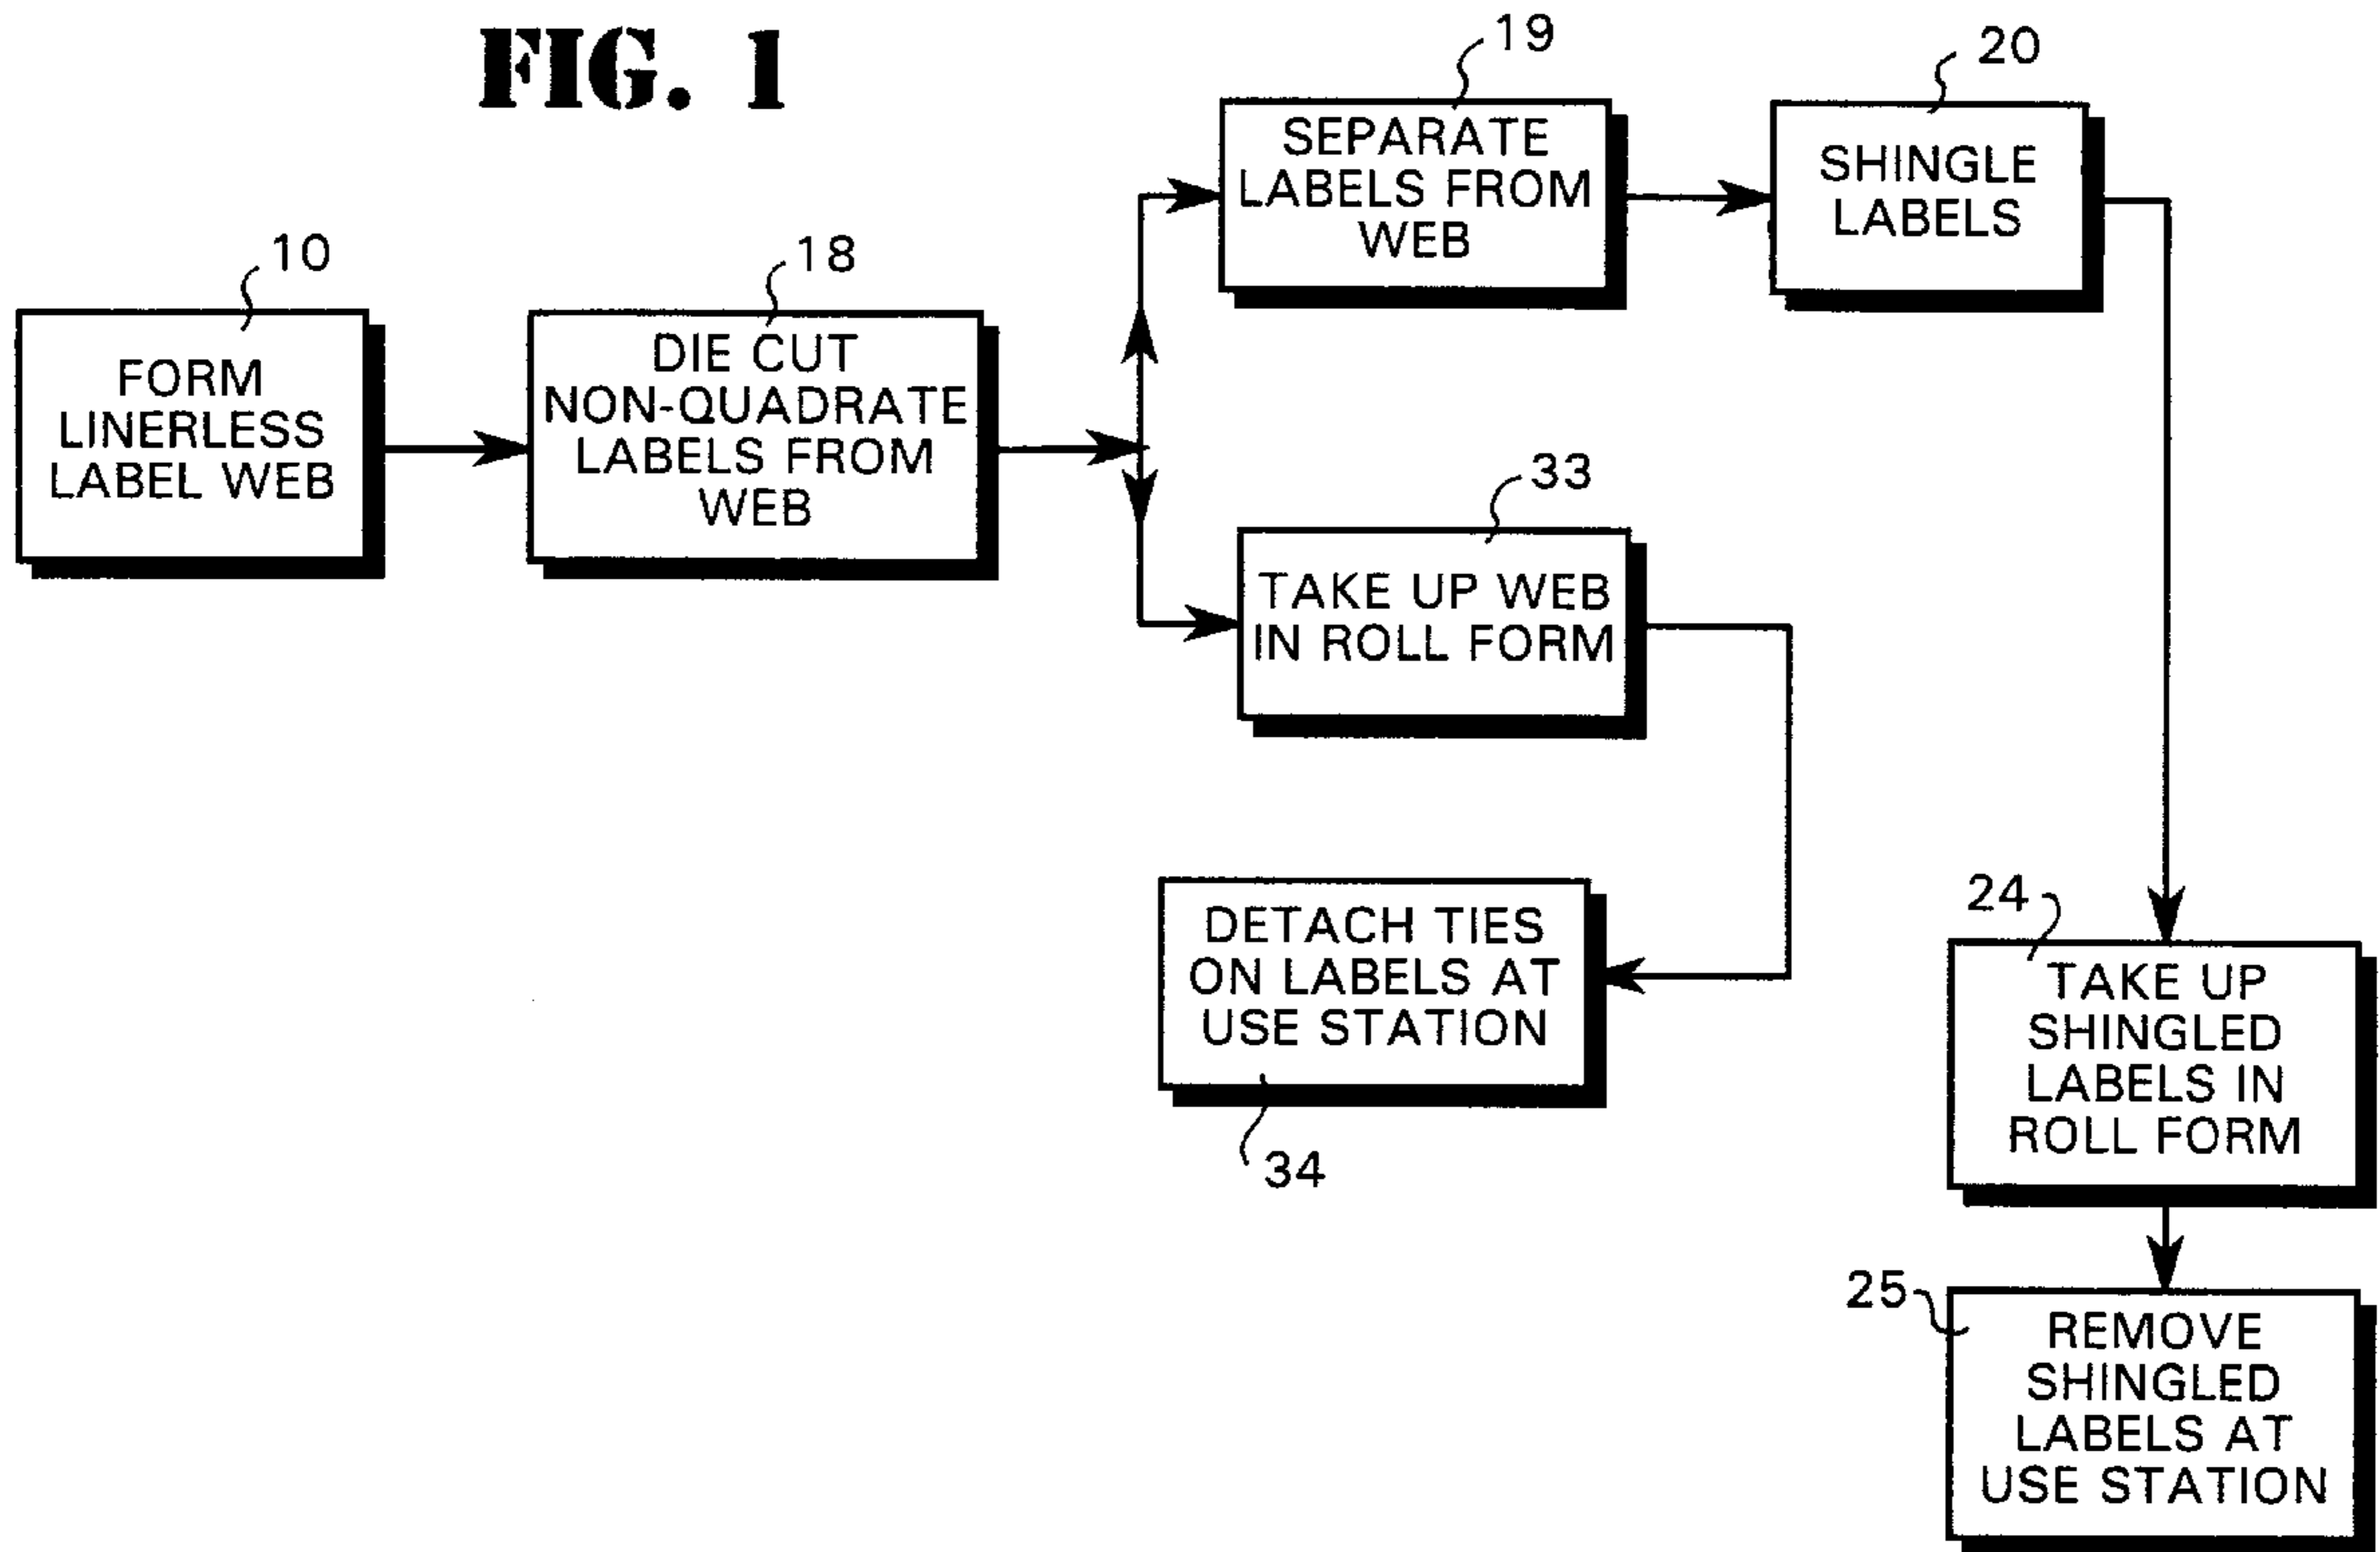 FIG. 1
10
FORM
LINERLESS
LABEL WEB
18
DIE CUT
NON-QUADRATE
LABELS FROM
WEB
19
SEPARATE
LABELS FROM
WEB
20
SHINGLE
LABELS
33
TAKE UP WEB
IN ROLL FORM
DETACH TIES
ON LABELS AT
USE STATION
34
24
TAKE UP
SHINGLED
LABELS IN
ROLL FORM
25
REMOVE
SHINGLED
LABELS AT
USE STATION